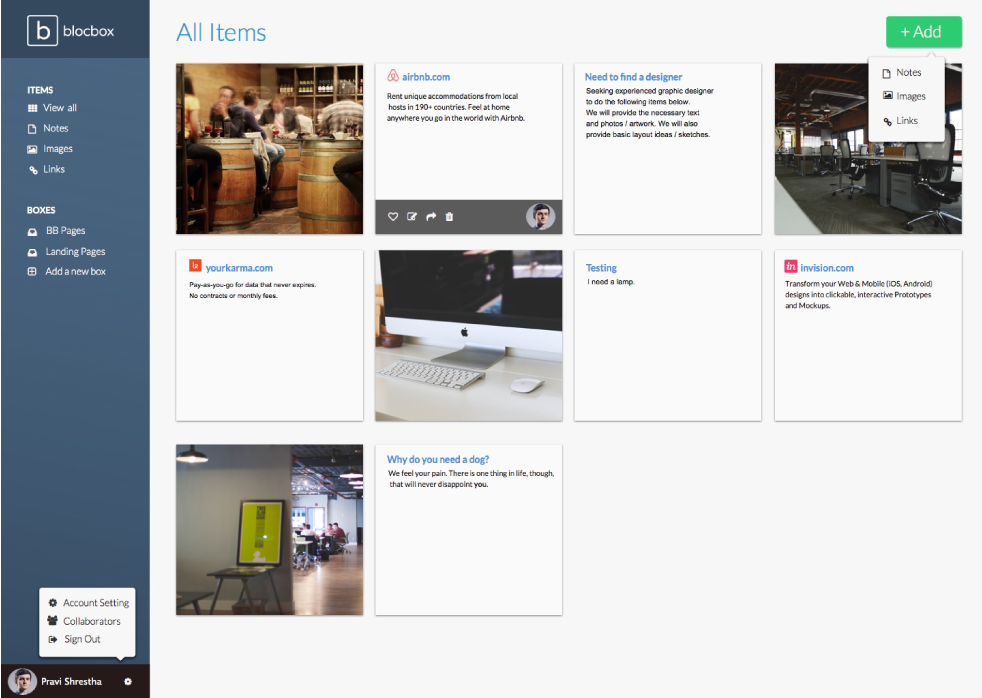 b blocbox
ITEMS
View all
Notes
Images
Links
BOXES
BB Pages
Landing Pages
Add a new box
Account Setting
Collaborators
Sign Out
Pravi Shrestha
All Items
+ Add
Notes
Images
Links
airbnb.com
Rent unique accommodations from local
hosts in 190+ countries. Feel at home
anywhere you go in the world with Airbnb.
Need to find a designer
Seeking experienced graphic designer
to do the following items below.
We will provide the necessary text
and photos / artwork. We will also
provide basic layout ideas / sketches.
yourkarma.com
Pay-as-you-go for data that never expires.
No contracts or monthly fees.
Testing
I need a lamp.
in invision.com
Transform your Web & Mobile (iOS, Android)
designs into clickable, interactive Prototypes
and Mockups.
Why do you need a dog?
We feel your pain. There is one thing in life, though,
that will never disappoint you.